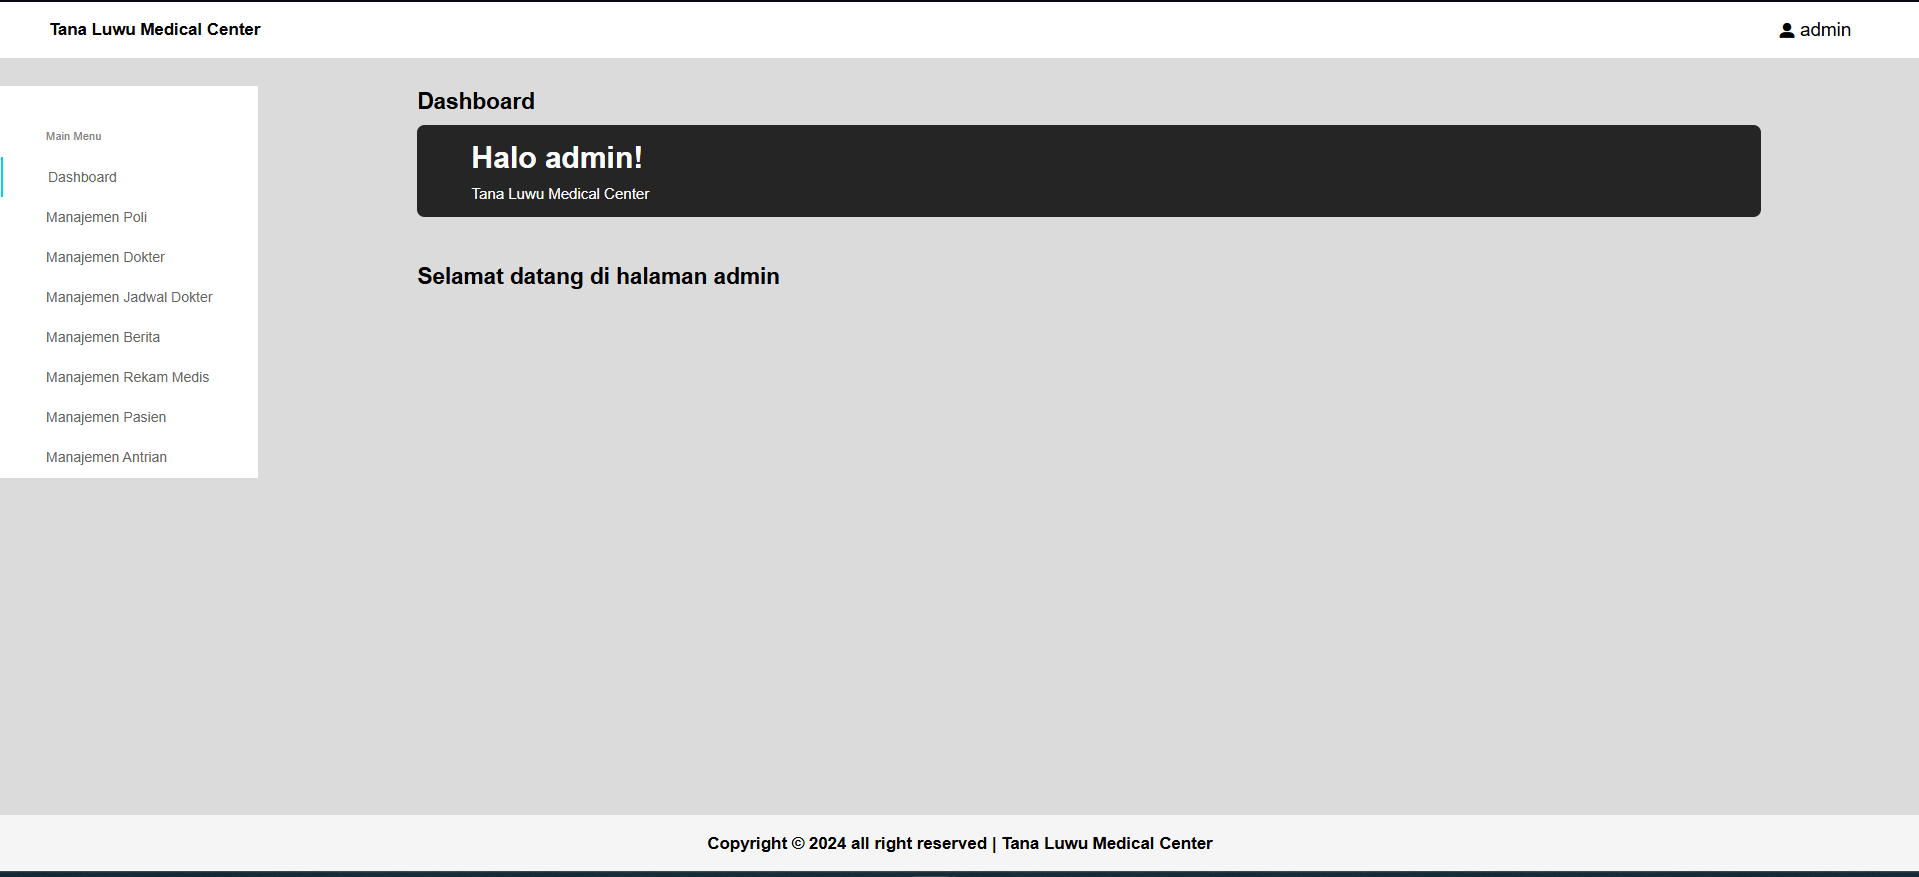 Tana Luwu Medical Center
admin
Main Menu
Dashboard
Manajemen Poli
Manajemen Dokter
Manajemen Jadwal Dokter
Manajemen Berita
Manajemen Rekam Medis
Manajemen Pasien
Manajemen Antrian
Dashboard
Halo admin!
Tana Luwu Medical Center
Selamat datang di halaman admin
Copyright © 2024 all right reserved | Tana Luwu Medical Center